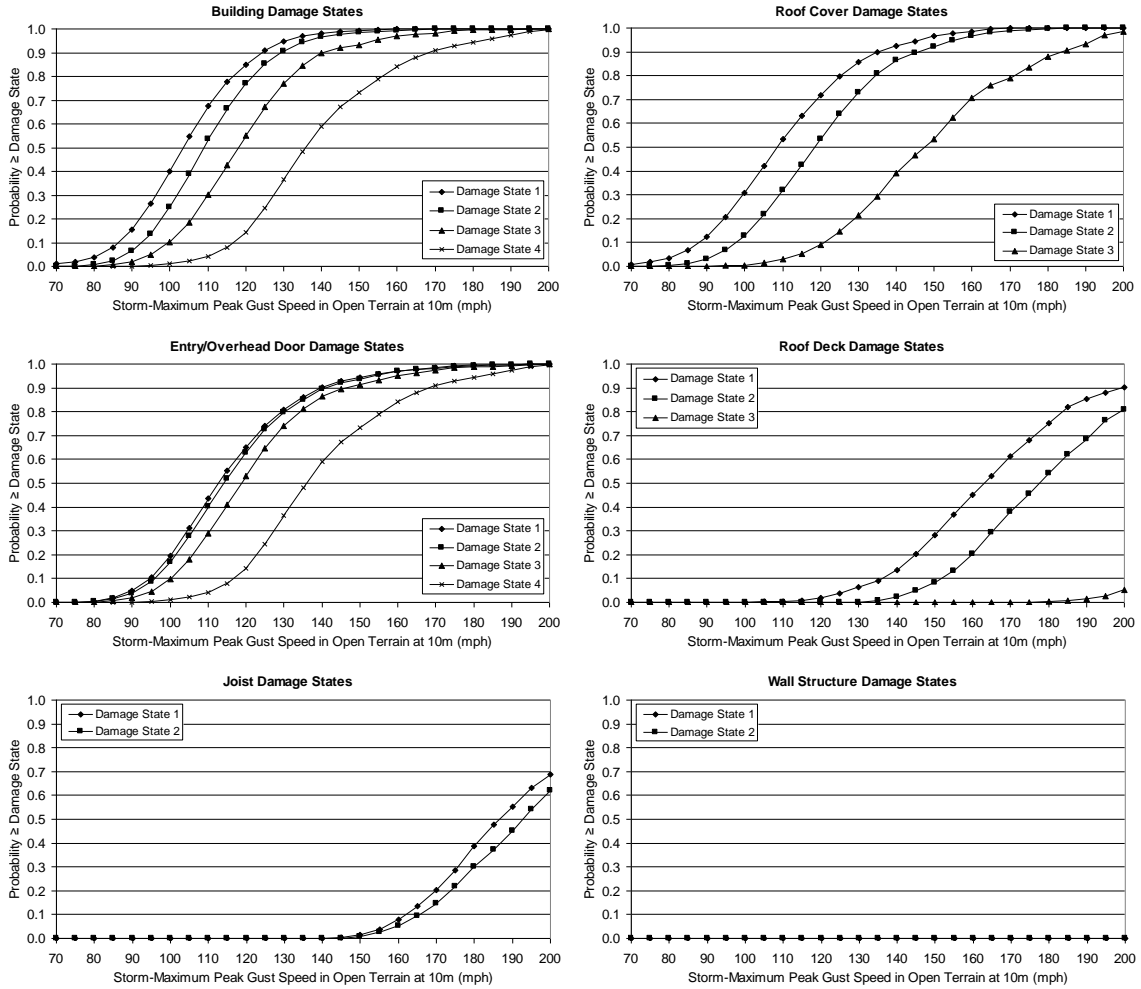 Building Damage States
Probability ≥ Damage State
1.0
0.9
0.8
0.7
0.6
0.5
0.4
0.3
0.2
0.1
0.0
Damage State 1
Damage State 2
Damage State 3
Damage State 4
70 80 90 100 110 120 130 140 150 160 170 180 190 200
Storm-Maximum Peak Gust Speed in Open Terrain at 10m (mph)
Roof Cover Damage States
Probability ≥ Damage State
1.0
0.9
0.8
0.7
0.6
0.5
0.4
0.3
0.2
0.1
0.0
Damage State 1
Damage State 2
Damage State 3
70 80 90 100 110 120 130 140 150 160 170 180 190 200
Storm-Maximum Peak Gust Speed in Open Terrain at 10m (mph)
Entry/Overhead Door Damage States
Probability ≥ Damage State
1.0
0.9
0.8
0.7
0.6
0.5
0.4
0.3
0.2
0.1
0.0
Damage State 1
Damage State 2
Damage State 3
Damage State 4
70 80 90 100 110 120 130 140 150 160 170 180 190 200
Storm-Maximum Peak Gust Speed in Open Terrain at 10m (mph)
Roof Deck Damage States
Probability ≥ Damage State
1.0
0.9
0.8
0.7
0.6
0.5
0.4
0.3
0.2
0.1
0.0
Damage State 1
Damage State 2
Damage State 3
70 80 90 100 110 120 130 140 150 160 170 180 190 200
Storm-Maximum Peak Gust Speed in Open Terrain at 10m (mph)
Joist Damage States
Probability ≥ Damage State
1.0
0.9
0.8
0.7
0.6
0.5
0.4
0.3
0.2
0.1
0.0
Damage State 1
Damage State 2
70 80 90 100 110 120 130 140 150 160 170 180 190 200
Storm-Maximum Peak Gust Speed in Open Terrain at 10m (mph)
Wall Structure Damage States
Probability ≥ Damage State
1.0
0.9
0.8
0.7
0.6
0.5
0.4
0.3
0.2
0.1
0.0
Damage State 1
Damage State 2
70 80 90 100 110 120 130 140 150 160 170 180 190 200
Storm-Maximum Peak Gust Speed in Open Terrain at 10m (mph)